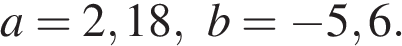 a = 2,18, b = −5,6.